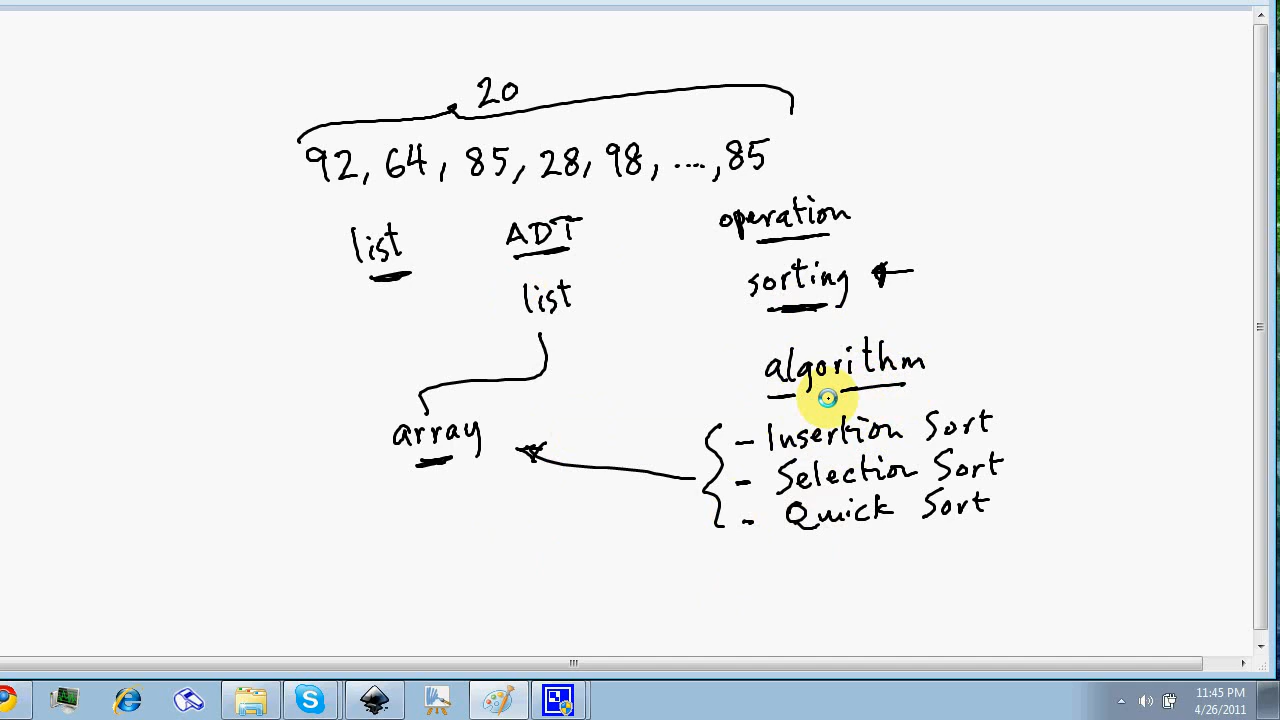 20
92, 64, 85, 28, 98, ...., 85
list ADT operation
list sorting
algorithm
array
- Insertion Sort
- Selection Sort
- Quick Sort
11:45 PM
4/26/2011